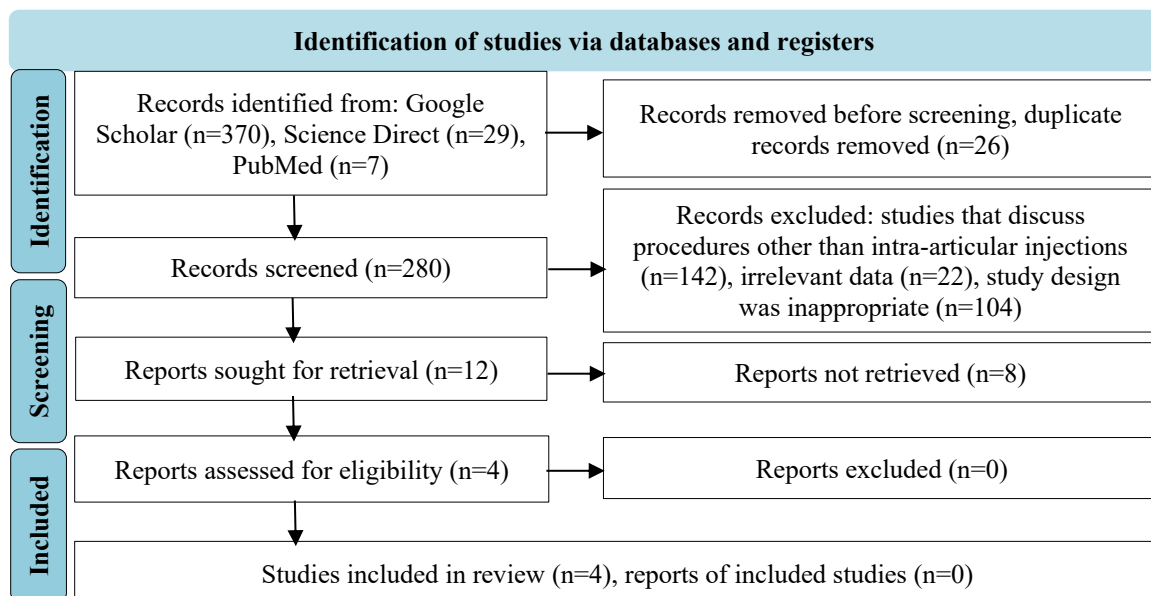 Identification of studies via databases and registers
Identification
Records identified from: Google
Scholar (n=370), Science Direct (n=29),
PubMed (n=7)
Records removed before screening, duplicate
records removed (n=26)
Records screened (n=280)
Records excluded: studies that discuss
procedures other than intra-articular injections
(n=142), irrelevant data (n=22), study design
was inappropriate (n=104)
Screening
Reports sought for retrieval (n=12)
Reports not retrieved (n=8)
Reports assessed for eligibility (n=4)
Reports excluded (n=0)
Included
Studies included in review (n=4), reports of included studies (n=0)